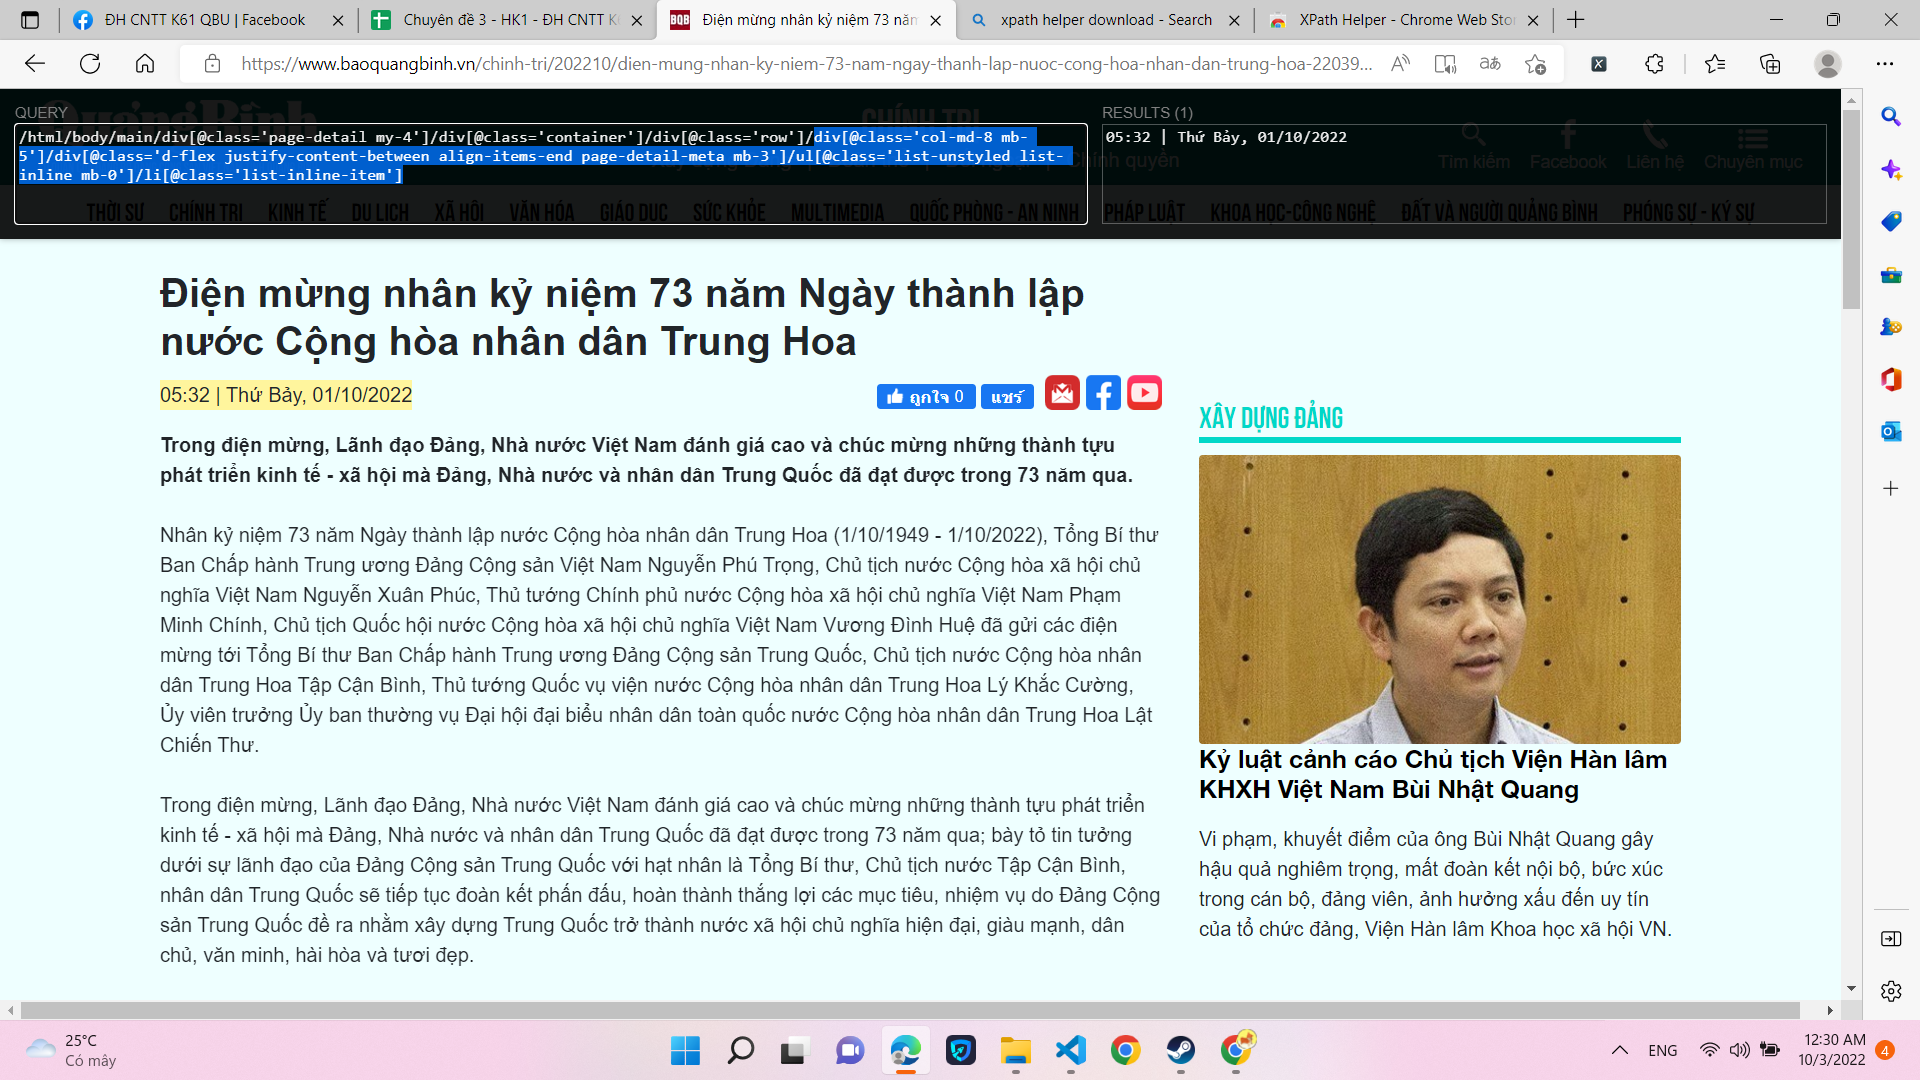 ĐH CNTT K61 QBU | Facebook
Chuyên đề 3 - HK1 - ĐH CNTT K
BQB Điện mừng nhân kỷ niệm 73 năm
xpath helper download - Search
XPath Helper - Chrome Web Sto
https://www.baoquangbinh.vn/chinh-tri/202210/dien-mung-nhan-ky-niem-73-nam-ngay-thanh-lap-nuoc-cong-hoa-nhan-dan-trung-hoa-22039...
Quảng Bình
CHÍNH TRỊ
QUERY
RESULTS (1)
/html/body/main/div[@class='page-detail my-4']/div[@class='container']/div[@class='row']/div[@class='col-md-8 mb-
5']/div[@class='d-flex justify-content-between align-items-end page-detail-meta mb-3']/ul[@class='list-unstyled list-
inline mb-0']/li[@class='list-inline-item']
05:32 | Thứ Bảy, 01/10/2022
Chính quyền
Tìm kiếm
Facebook
Liên hệ
Chuyên mục
THỜI SỰ CHÍNH TRỊ KINH TẾ DU LỊCH XÃ HỘI VĂN HÓA GIÁO DỤC SỨC KHỎE MULTIMEDIA QUỐC PHÒNG - AN NINH PHÁP LUẬT KHOA HỌC-CÔNG NGHỆ ĐẤT VÀ NGƯỜI QUẢNG BÌNH PHÓNG SỰ - KÝ SỰ
Điện mừng nhân kỷ niệm 73 năm Ngày thành lập
nước Cộng hòa nhân dân Trung Hoa
05:32 | Thứ Bảy, 01/10/2022
ถูกใจ 0
แชร์
Trong điện mừng, Lãnh đạo Đảng, Nhà nước Việt Nam đánh giá cao và chúc mừng những thành tựu
phát triển kinh tế - xã hội mà Đảng, Nhà nước và nhân dân Trung Quốc đã đạt được trong 73 năm qua.
Nhân kỷ niệm 73 năm Ngày thành lập nước Cộng hòa nhân dân Trung Hoa (1/10/1949 - 1/10/2022), Tổng Bí thư
Ban Chấp hành Trung ương Đảng Cộng sản Việt Nam Nguyễn Phú Trọng, Chủ tịch nước Cộng hòa xã hội chủ
nghĩa Việt Nam Nguyễn Xuân Phúc, Thủ tướng Chính phủ nước Cộng hòa xã hội chủ nghĩa Việt Nam Phạm
Minh Chính, Chủ tịch Quốc hội nước Cộng hòa xã hội chủ nghĩa Việt Nam Vương Đình Huệ đã gửi các điện
mừng tới Tổng Bí thư Ban Chấp hành Trung ương Đảng Cộng sản Trung Quốc, Chủ tịch nước Cộng hòa nhân
dân Trung Hoa Tập Cận Bình, Thủ tướng Quốc vụ viện nước Cộng hòa nhân dân Trung Hoa Lý Khắc Cường,
Ủy viên trưởng Ủy ban thường vụ Đại hội đại biểu nhân dân toàn quốc nước Cộng hòa nhân dân Trung Hoa Lật
Chiến Thư.
Trong điện mừng, Lãnh đạo Đảng, Nhà nước Việt Nam đánh giá cao và chúc mừng những thành tựu phát triển
kinh tế - xã hội mà Đảng, Nhà nước và nhân dân Trung Quốc đã đạt được trong 73 năm qua; bày tỏ tin tưởng
dưới sự lãnh đạo của Đảng Cộng sản Trung Quốc với hạt nhân là Tổng Bí thư, Chủ tịch nước Tập Cận Bình,
nhân dân Trung Quốc sẽ tiếp tục đoàn kết phấn đấu, hoàn thành thắng lợi các mục tiêu, nhiệm vụ do Đảng Cộng
sản Trung Quốc đề ra nhằm xây dựng Trung Quốc trở thành nước xã hội chủ nghĩa hiện đại, giàu mạnh, dân
chủ, văn minh, hài hòa và tươi đẹp.
XÂY DỰNG ĐẢNG
Kỷ luật cảnh cáo Chủ tịch Viện Hàn lâm
KHXH Việt Nam Bùi Nhật Quang
Vi phạm, khuyết điểm của ông Bùi Nhật Quang gây
hậu quả nghiêm trọng, mất đoàn kết nội bộ, bức xúc
trong cán bộ, đảng viên, ảnh hưởng xấu đến uy tín
của tổ chức đảng, Viện Hàn lâm Khoa học xã hội VN.
25°C
Có mây
ENG
12:30 AM
10/3/2022
4